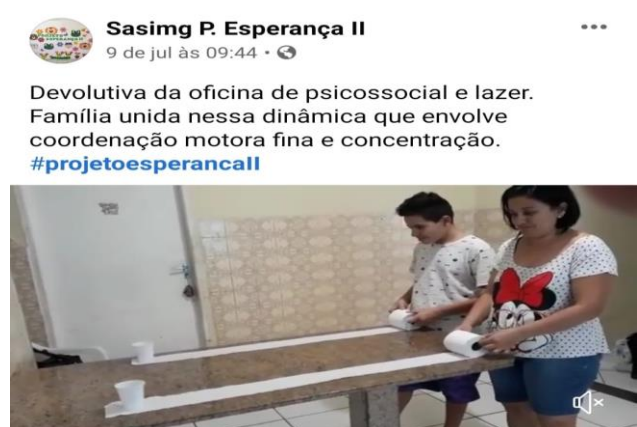 Sasimg P. Esperança II
9 de jul às 09:44 •
Devolutiva da oficina de psicossocial e lazer.
Família unida nessa dinâmica que envolve
coordenação motora fina e concentração.
#projetoesperancaII